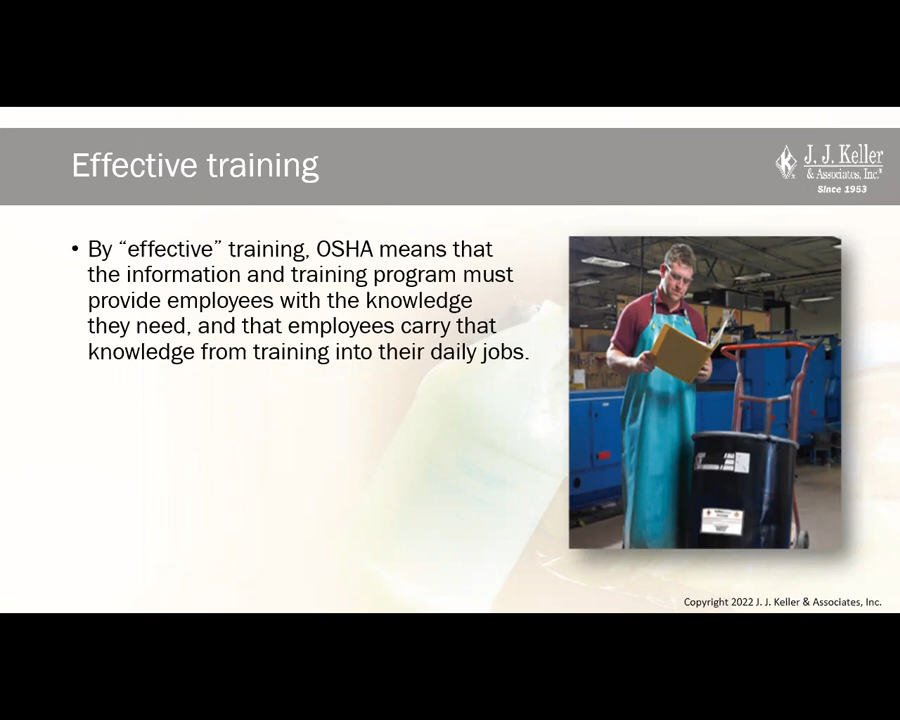 Effective training
J. J. Keller
& Associates, Inc.®
Since 1953
• By “effective” training, OSHA means that
the information and training program must
provide employees with the knowledge
they need, and that employees carry that
knowledge from training into their daily jobs.
Copyright 2022 J. J. Keller & Associates, Inc.